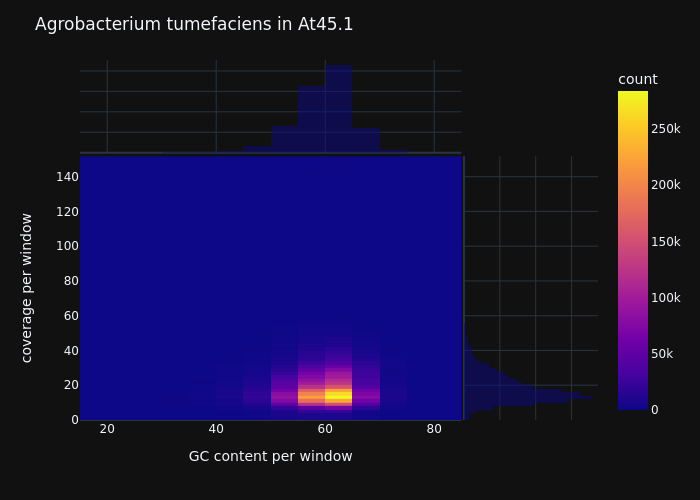 Agrobacterium tumefaciens in At45.1
count
250k
200k
150k
100k
50k
0
coverage per window
140
120
100
80
60
40
20
0
20 40 60 80
GC content per window